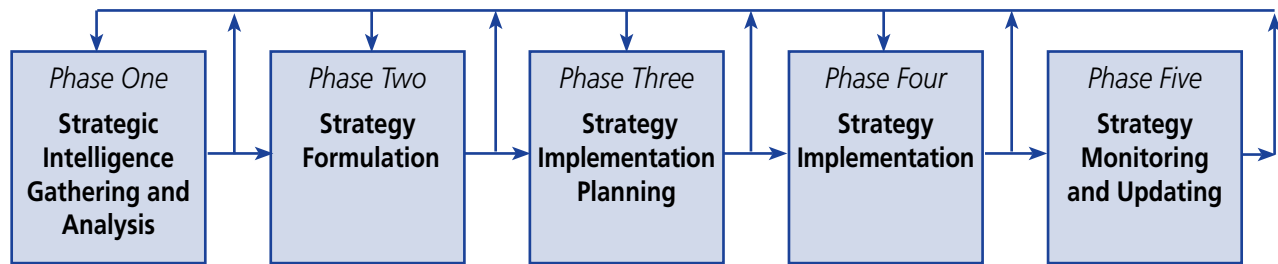 Phase One
Strategic
Intelligence
Gathering and
Analysis
Phase Two
Strategy
Formulation
Phase Three
Strategy
Implementation
Planning
Phase Four
Strategy
Implementation
Phase Five
Strategy
Monitoring
and Updating